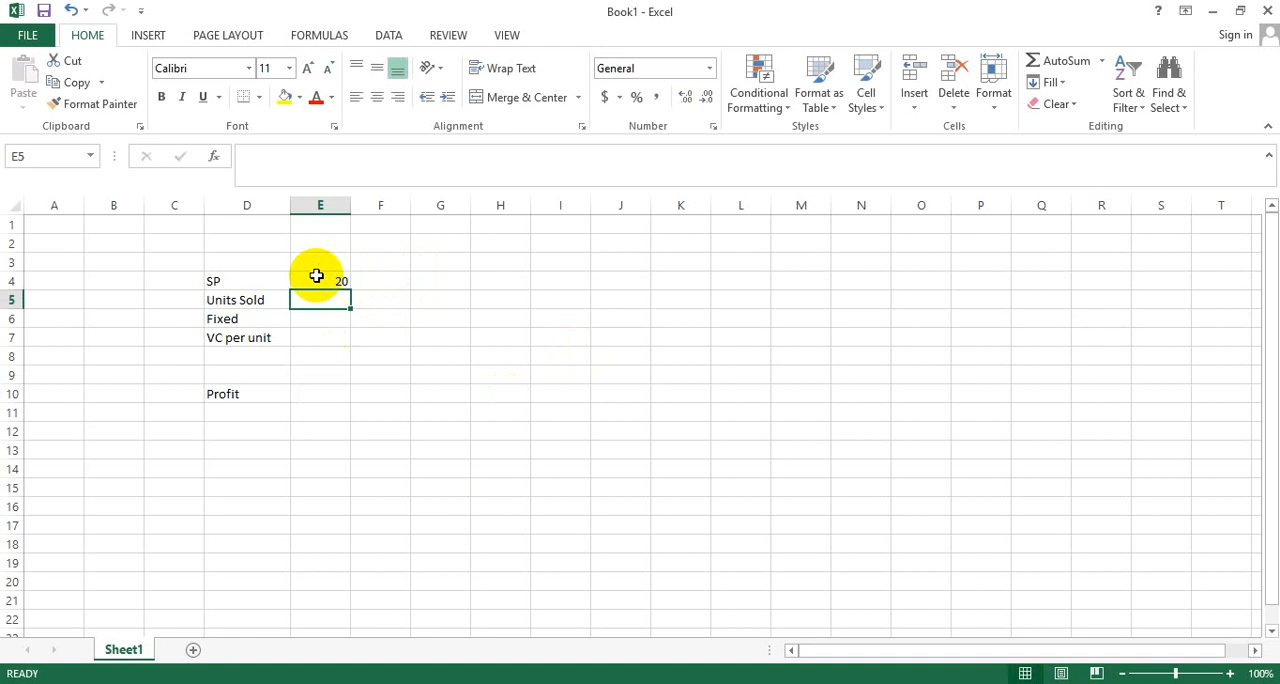 Book1 - Excel
?
FILE HOME INSERT PAGE LAYOUT FORMULAS DATA REVIEW VIEW Sign in
Paste
Cut
Copy
Format Painter
Clipboard
Calibri 11
B I U
Font
Wrap Text
Merge & Center
Alignment
General
$ % ,
Number
Conditional Formatting
Format as Table
Cell Styles
Styles
Insert Delete Format
Cells
AutoSum
Fill
Clear
Sort & Filter
Find & Select
Editing
E5 fx
A B C D E F G H I J K L M N O P Q R S T
1
2
3
4 SP 20
5 Units Sold
6 Fixed
7 VC per unit
8
9
10 Profit
11
12
13
14
15
16
17
18
19
20
21
22
23
Sheet1
READY 100%